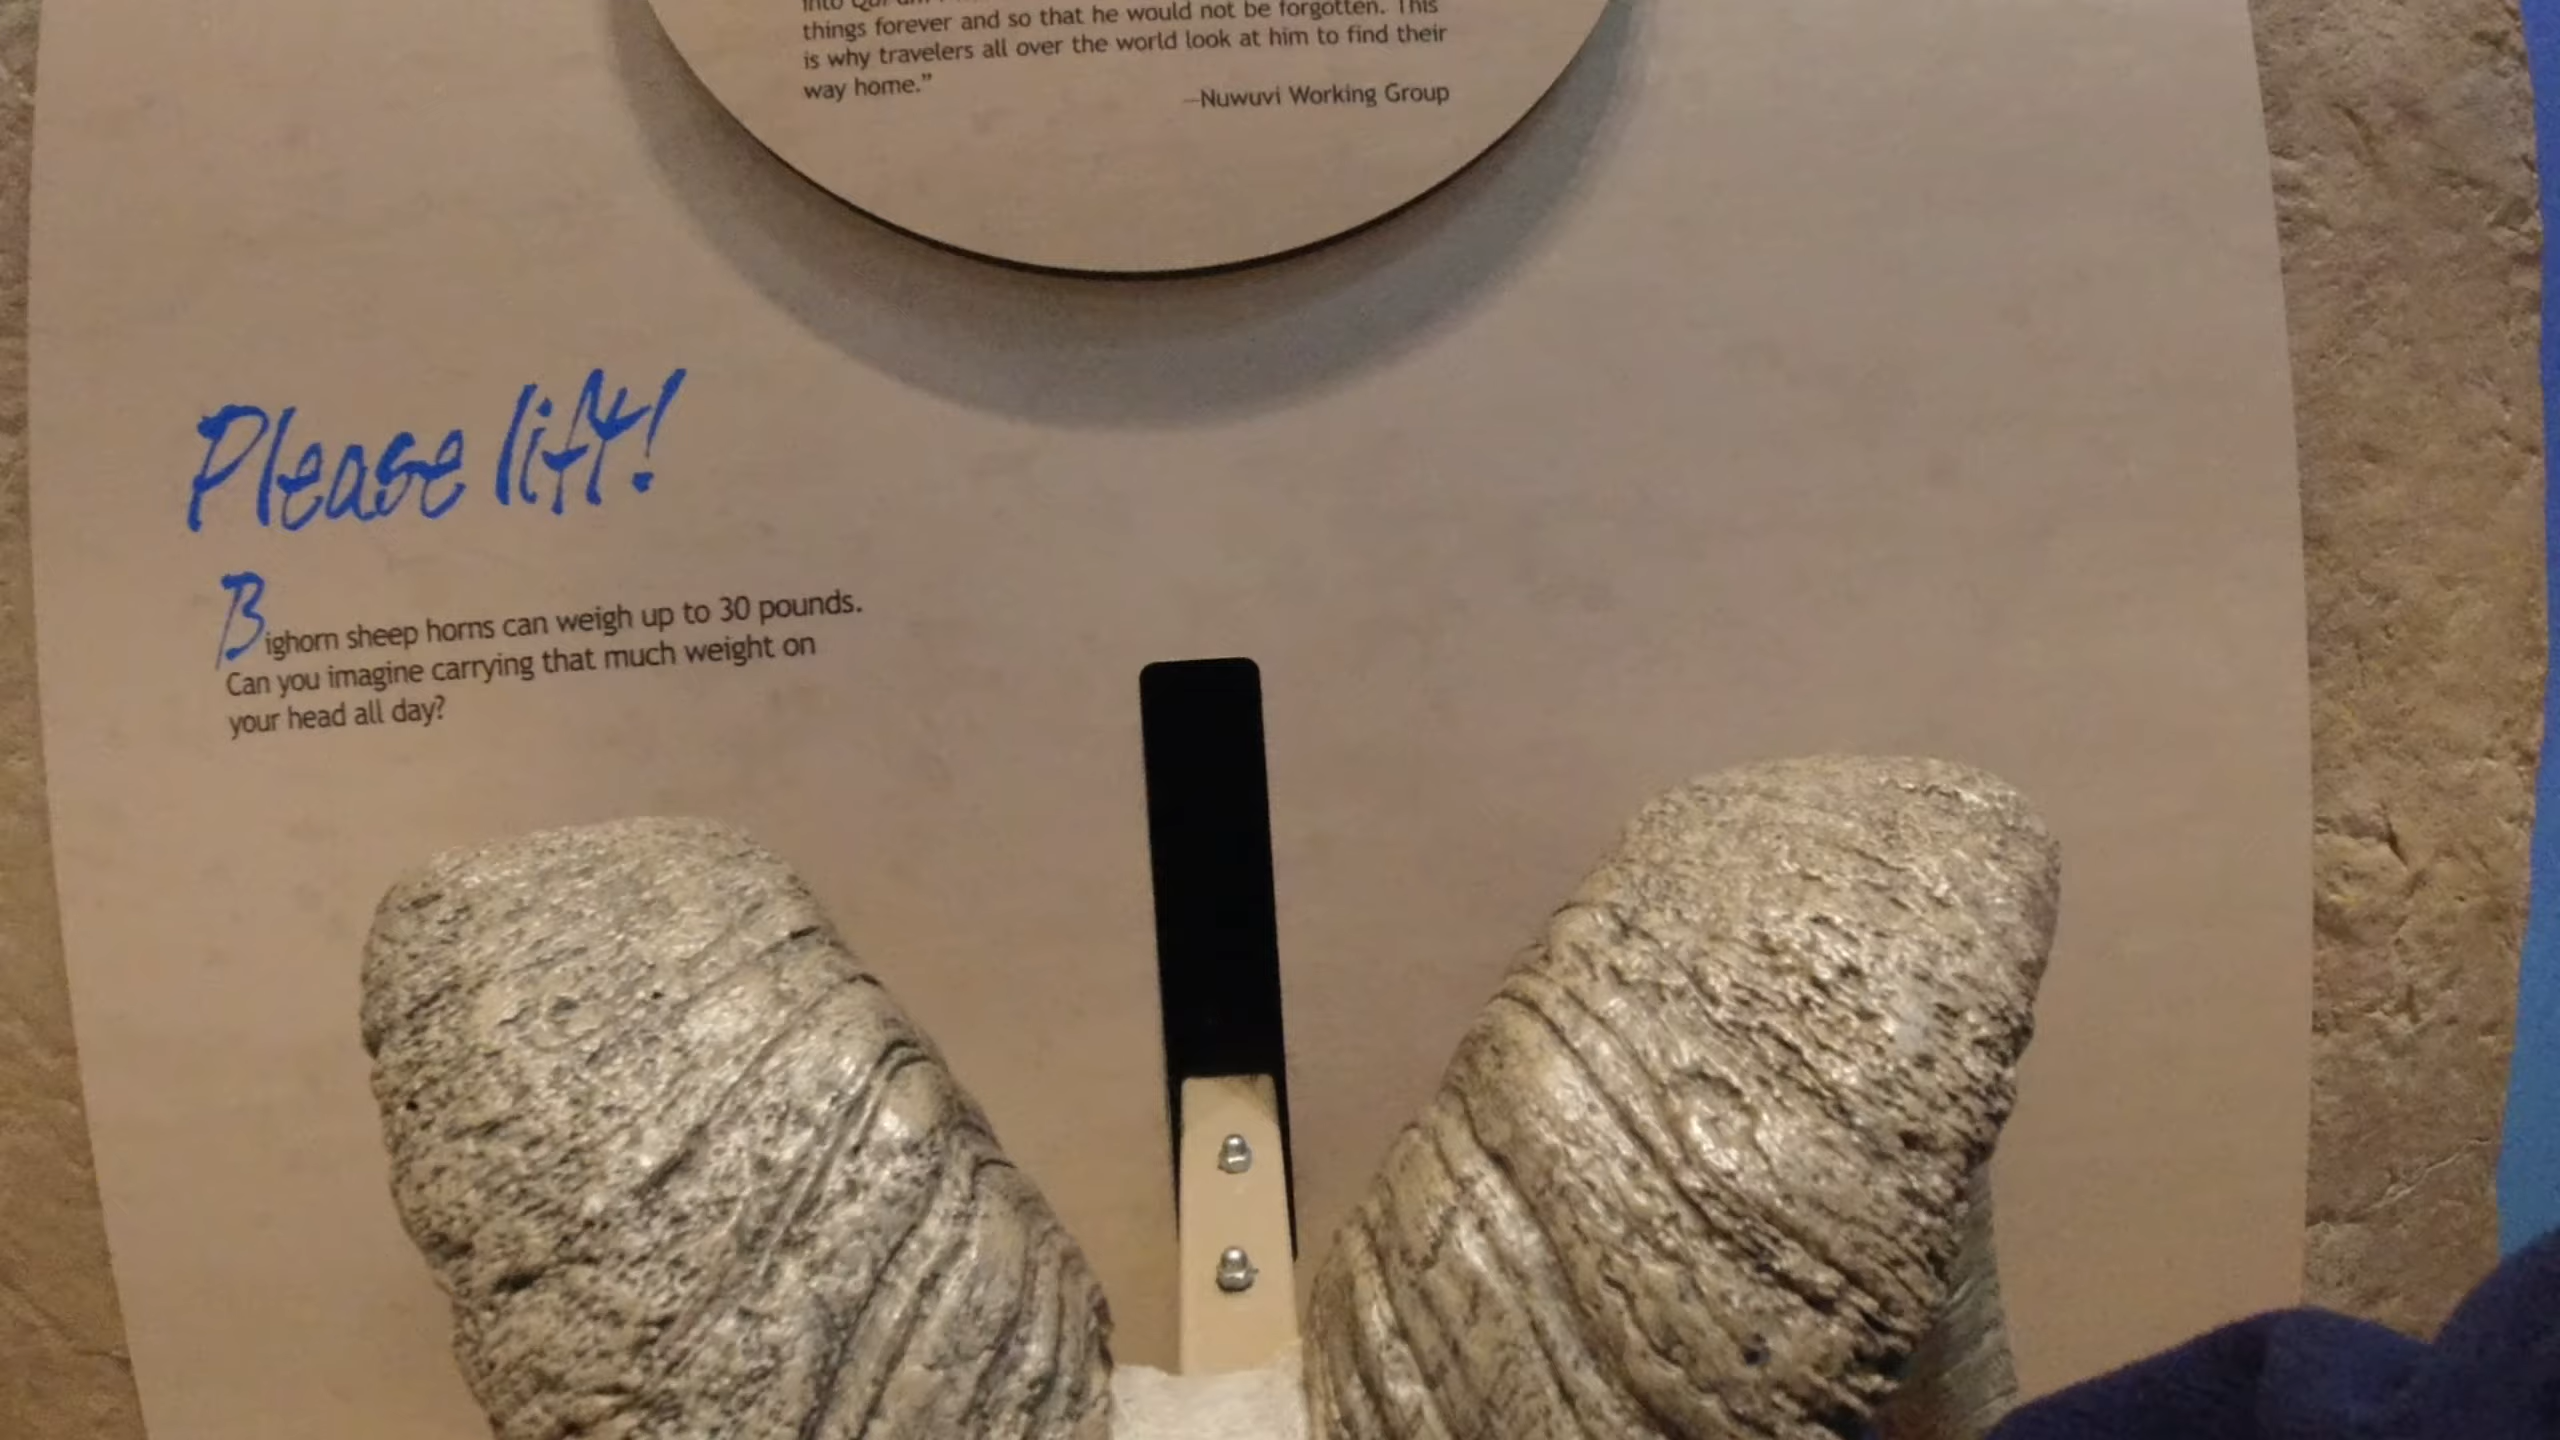 into
things forever and so that he would not be forgotten. This
is why travelers all over the world look at him to find their
way home.”
—Nuwuvi Working Group
Please lift!
Bighorn sheep horns can weigh up to 30 pounds.
Can you imagine carrying that much weight on
your head all day?